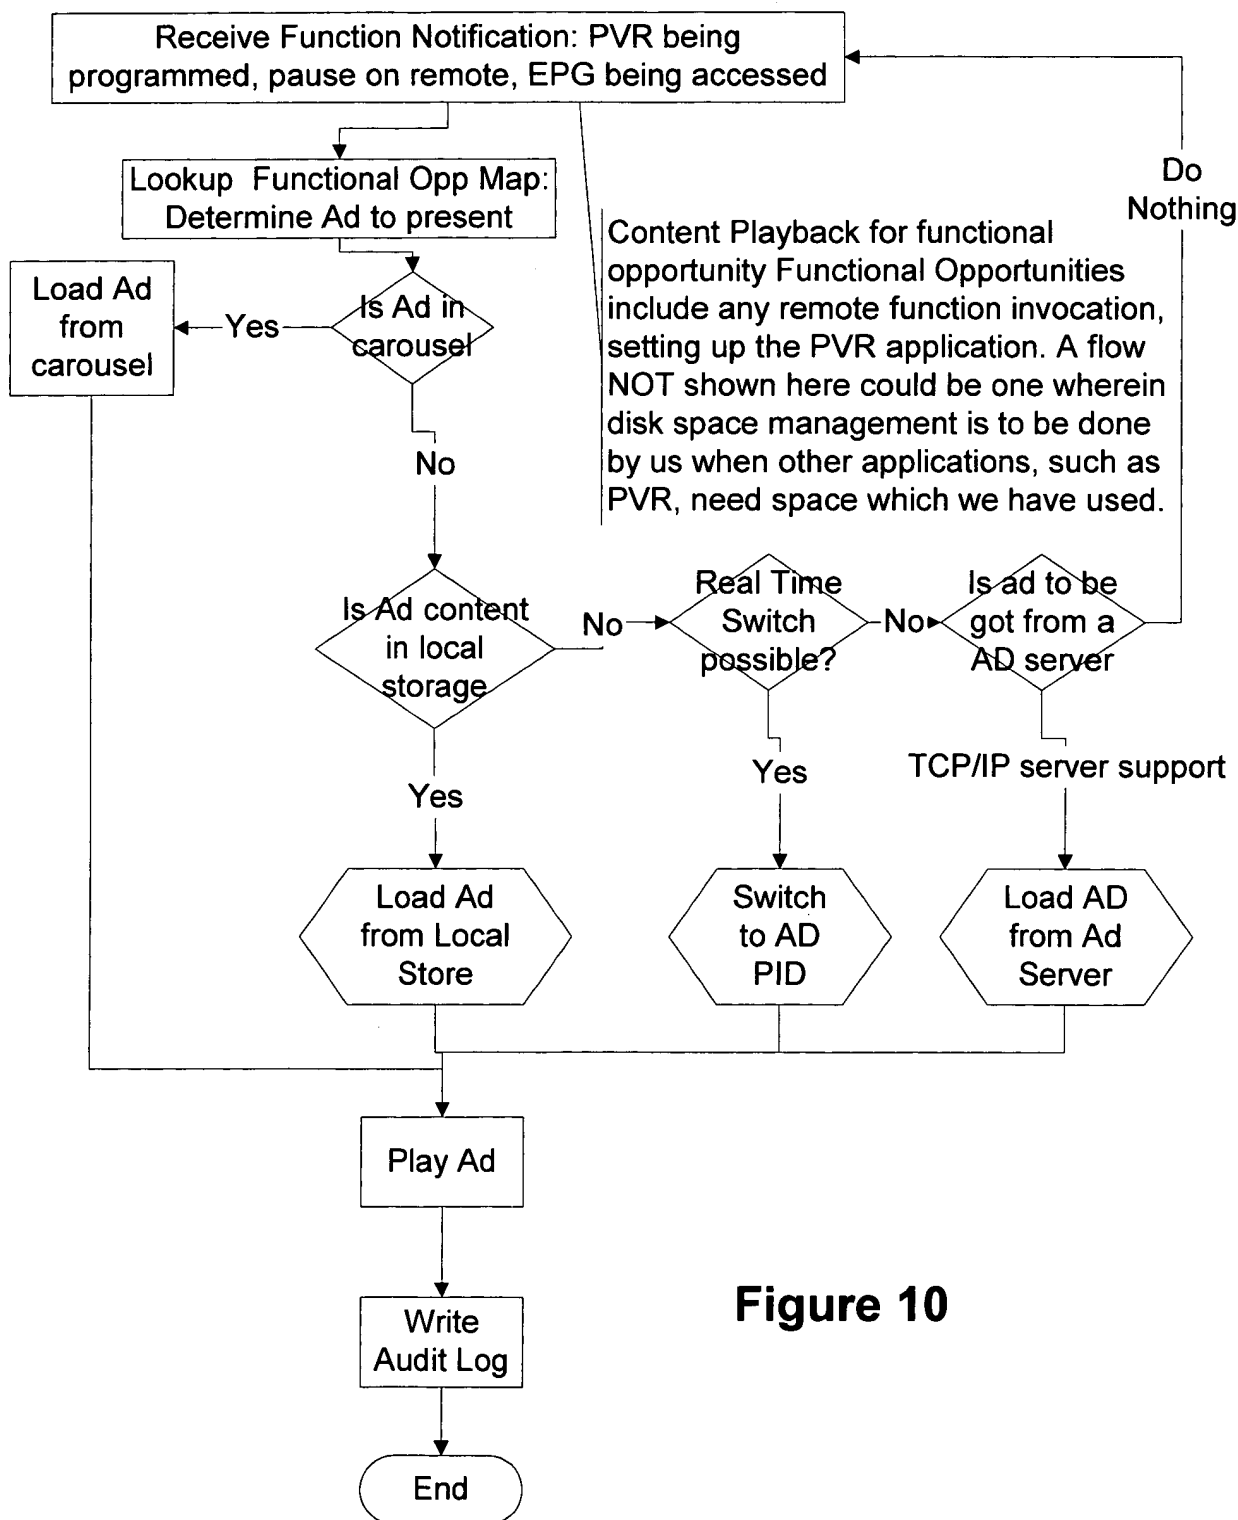 Receive Function Notification: PVR being
programmed, pause on remote, EPG being accessed
Lookup Functional Opp Map:
Determine Ad to present
Do
Nothing
Content Playback for functional
opportunity Functional Opportunities
include any remote function invocation,
setting up the PVR application. A flow
NOT shown here could be one wherein
disk space management is to be done
by us when other applications, such as
PVR, need space which we have used.
Load Ad
from
carousel
Yes
Is Ad in
carousel
No
Is Ad content
in local
storage
No
Real Time
Switch
possible?
No
Is ad to be
got from a
AD server
Yes
Yes
TCP/IP server support
Load Ad
from Local
Store
Switch
to AD
PID
Load AD
from Ad
Server
Play Ad
Write
Audit Log
End
Figure 10